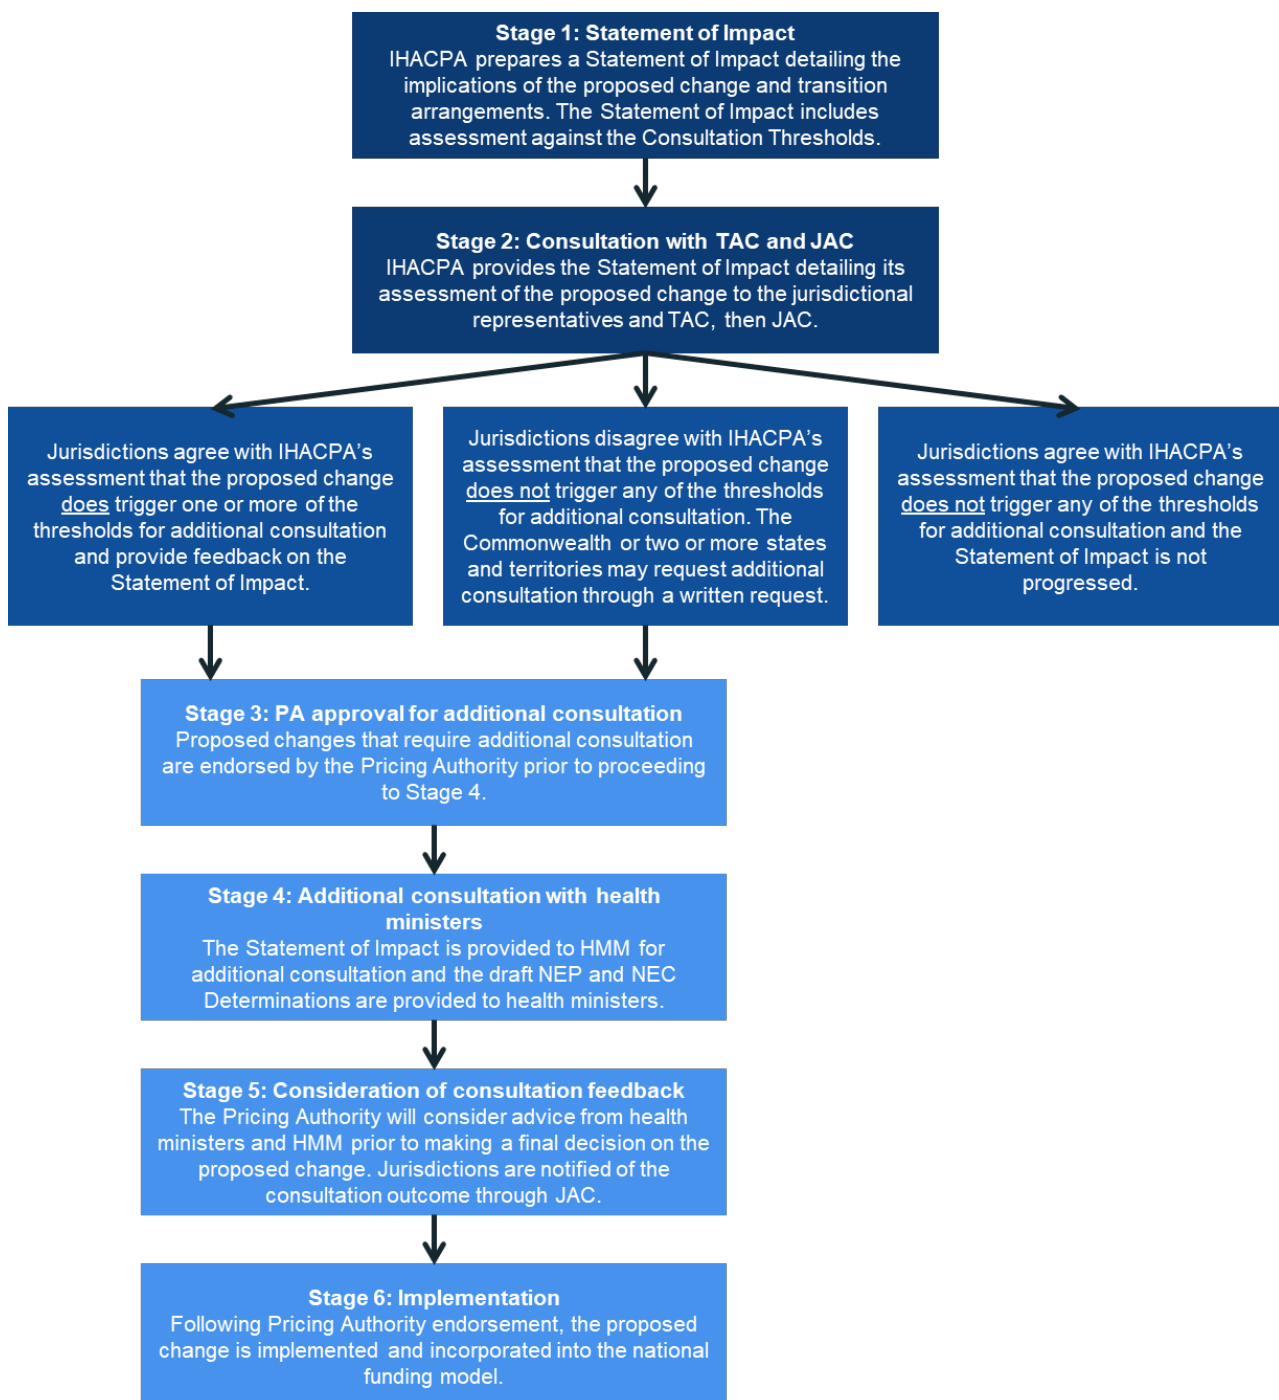 Stage 1: Statement of Impact
IHACPA prepares a Statement of Impact detailing the
implications of the proposed change and transition
arrangements. The Statement of Impact includes
assessment against the Consultation Thresholds.
Stage 2: Consultation with TAC and JAC
IHACPA provides the Statement of Impact detailing its
assessment of the proposed change to the jurisdictional
representatives and TAC, then JAC.
Jurisdictions agree with IHACPA's
assessment that the proposed change
does trigger one or more of the
thresholds for additional consultation
and provide feedback on the
Statement of Impact.
Jurisdictions disagree with IHACPA's
assessment that the proposed change
does not trigger any of the thresholds
for additional consultation. The
Commonwealth or two or more states
and territories may request additional
consultation through a written request.
Jurisdictions agree with IHACPA's
assessment that the proposed change
does not trigger any of the thresholds
for additional consultation and the
Statement of Impact is not
progressed.
Stage 3: PA approval for additional consultation
Proposed changes that require additional consultation
are endorsed by the Pricing Authority prior to proceeding
to Stage 4.
Stage 4: Additional consultation with health
ministers
The Statement of Impact is provided to HMM for
additional consultation and the draft NEP and NEC
Determinations are provided to health ministers.
Stage 5: Consideration of consultation feedback
The Pricing Authority will consider advice from health
ministers and HMM prior to making a final decision on the
proposed change. Jurisdictions are notified of the
consultation outcome through JAC.
Stage 6: Implementation
Following Pricing Authority endorsement, the proposed
change is implemented and incorporated into the national
funding model.